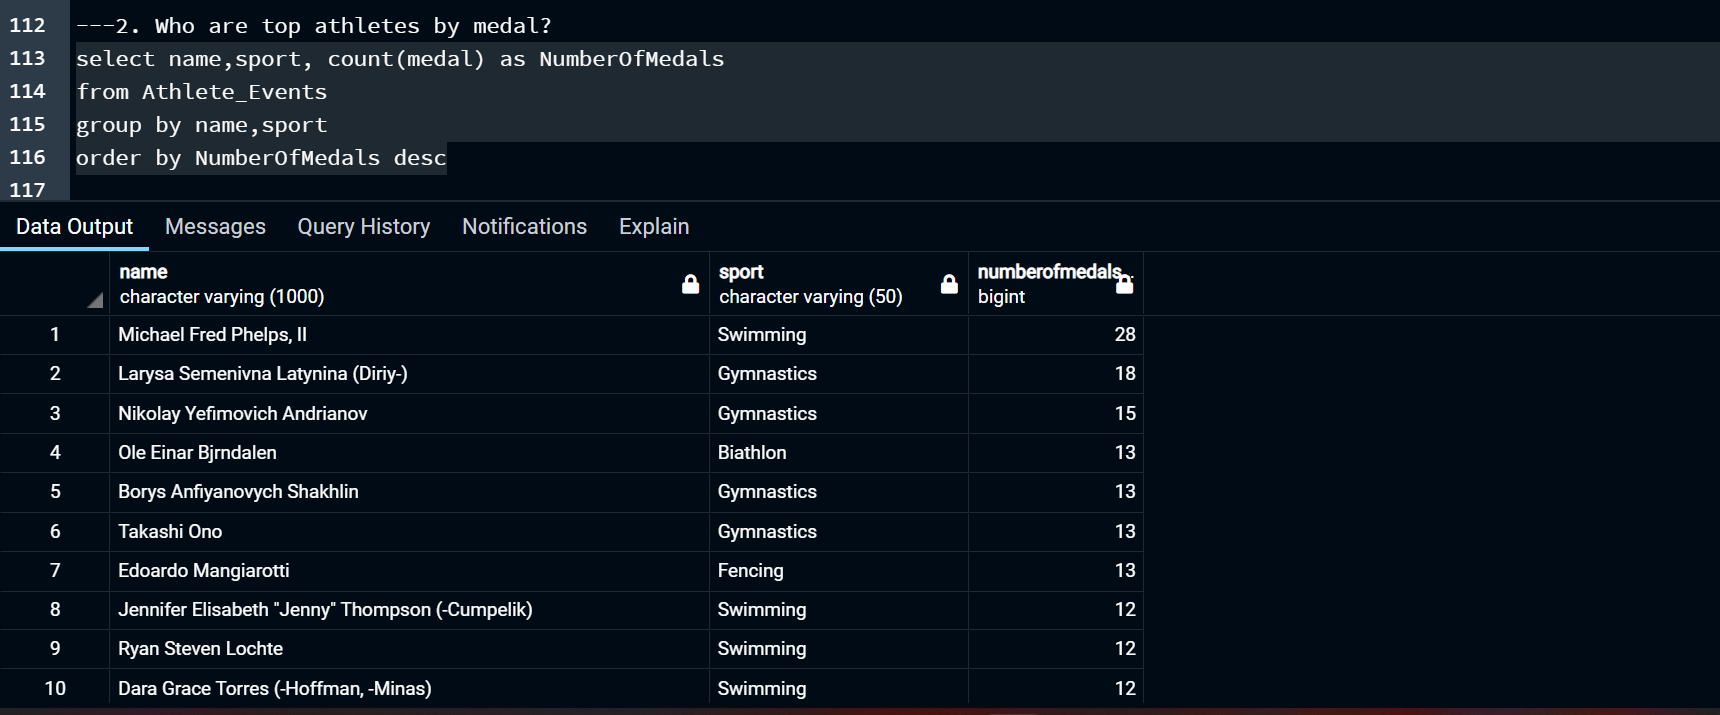 112 ---2. Who are top athletes by medal?
113 select name,sport, count(medal) as NumberOfMedals
114 from Athlete_Events
115 group by name,sport
116 order by NumberOfMedals desc
117
Data Output Messages Query History Notifications Explain
name sport numberofmedals
character varying (1000) character varying (50) bigint
1 Michael Fred Phelps, II Swimming 28
2 Larysa Semenivna Latynina (Diriy-) Gymnastics 18
3 Nikolay Yefimovich Andrianov Gymnastics 15
4 Ole Einar Bjrndalen Biathlon 13
5 Borys Anfiyanovych Shakhlin Gymnastics 13
6 Takashi Ono Gymnastics 13
7 Edoardo Mangiarotti Fencing 13
8 Jennifer Elisabeth "Jenny" Thompson (-Cumpelik) Swimming 12
9 Ryan Steven Lochte Swimming 12
10 Dara Grace Torres (-Hoffman, -Minas) Swimming 12